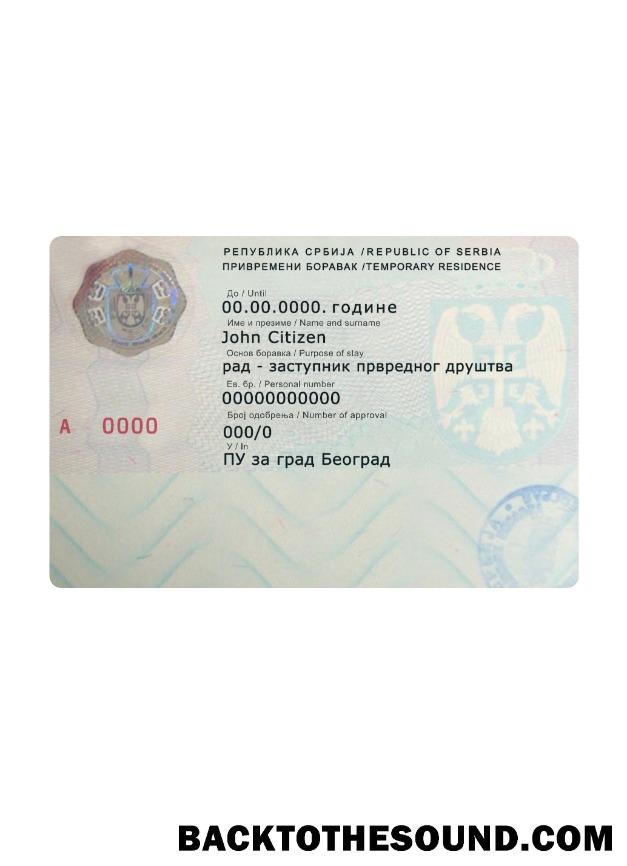 РЕПУБЛИКА СРБИЈА / REPUBLIC OF SERBIA
ПРИВРЕМЕНИ БОРАВАК / TEMPORARY RESIDENCE
До / Until
00.00.0000. године
Име и презиме / Name and surname
John Citizen
Основ боравка / Purpose of stay
рад - заступник првредног друштва
Ев. бр. / Personal number
00000000000
Број одобрења / Number of approval
A 0000
000/0
У / In
ПУ за град Београд
BACKTOTHESOUND.COM